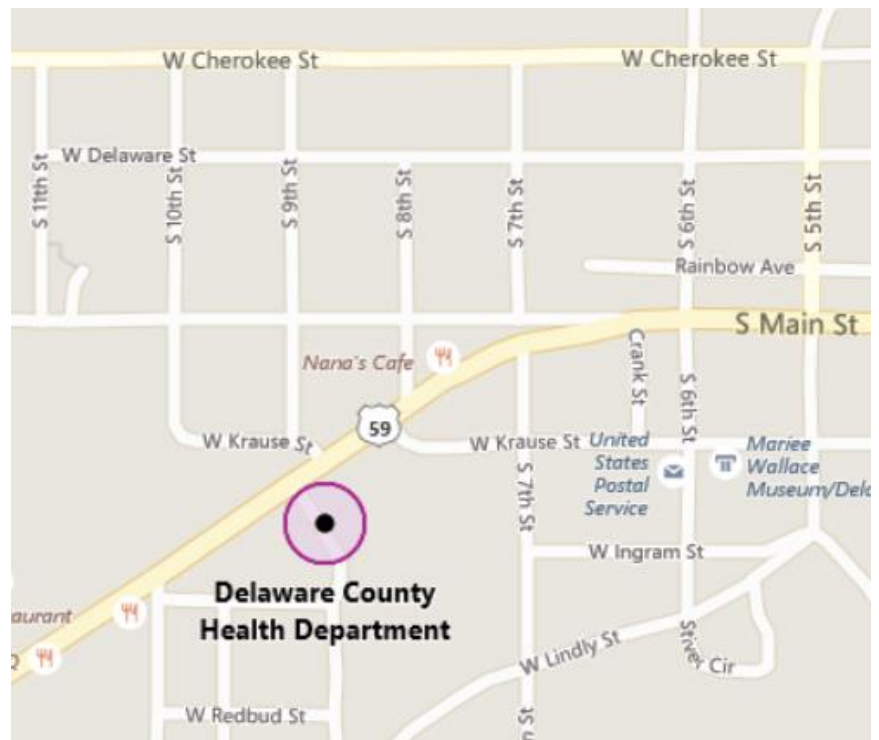 W Cherokee St
W Cherokee St
W Delaware St
S 11th St
S 10th St
S 9th St
S 8th St
S 7th St
S 6th St
S 5th St
Rainbow Ave
S Main St
Nana's Cafe
Crank St
59
W Krause St
W Krause St
S 6th St
United
States
Postal
Service
Mariee
Wallace
Museum/Dela
S 7th St
W Ingram St
Delaware County
Health Department
aurant
Q
W Lindly St
Stiver Cir
W Redbud St